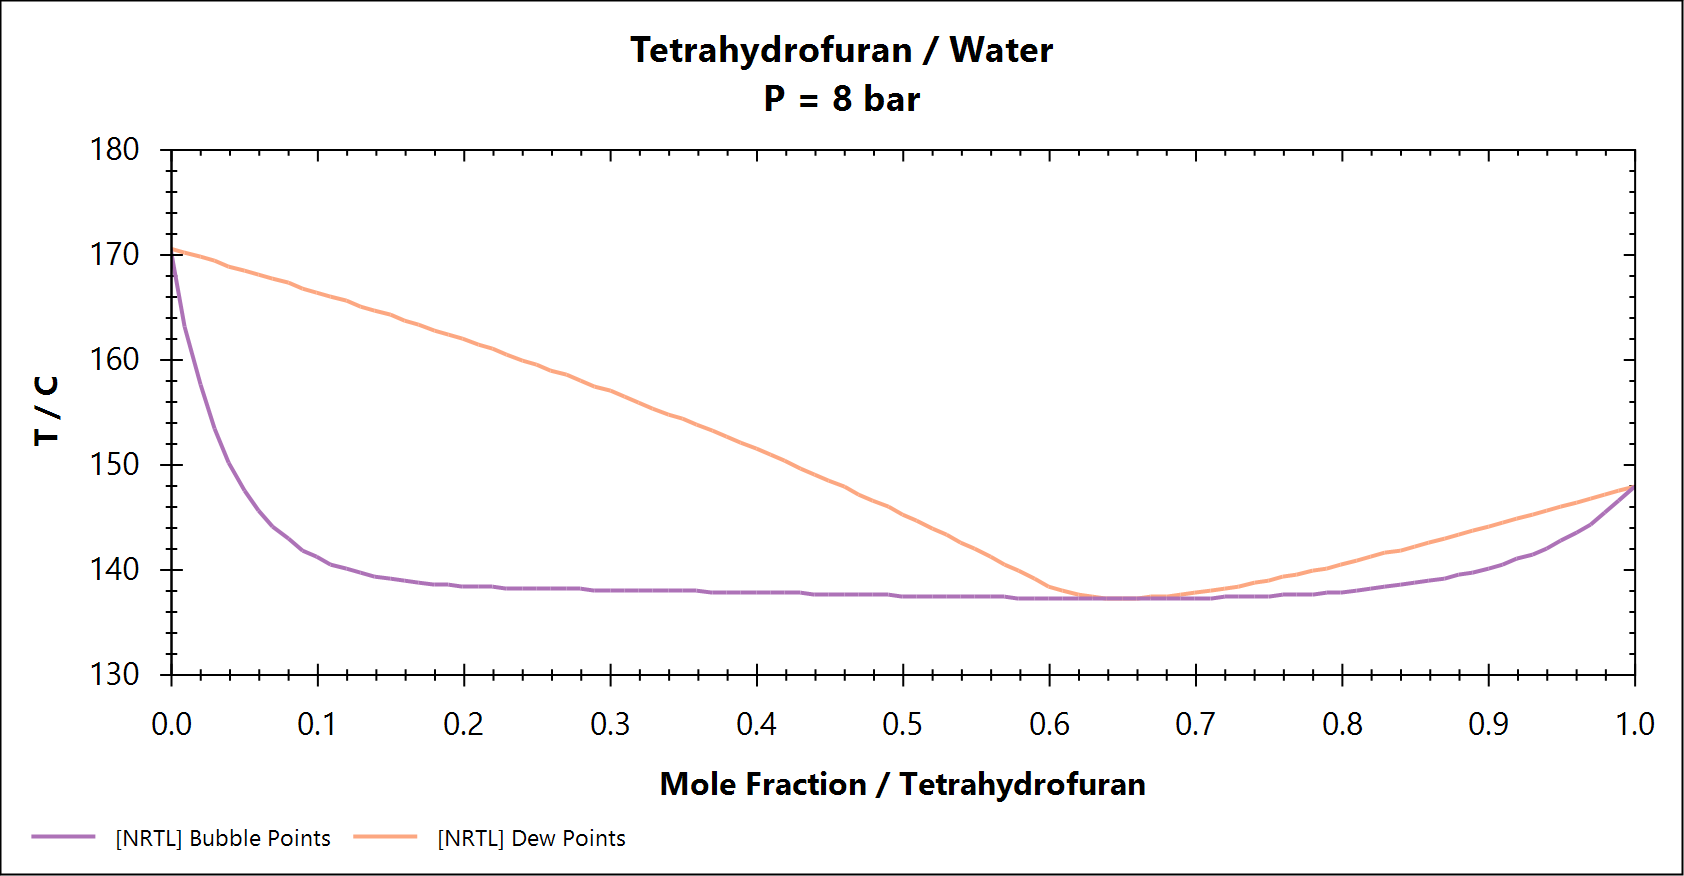 Tetrahydrofuran / Water
P = 8 bar
180
170
160
150
140
130
T / C
0.0 0.1 0.2 0.3 0.4 0.5 0.6 0.7 0.8 0.9 1.0
Mole Fraction / Tetrahydrofuran
[NRTL] Bubble Points [NRTL] Dew Points